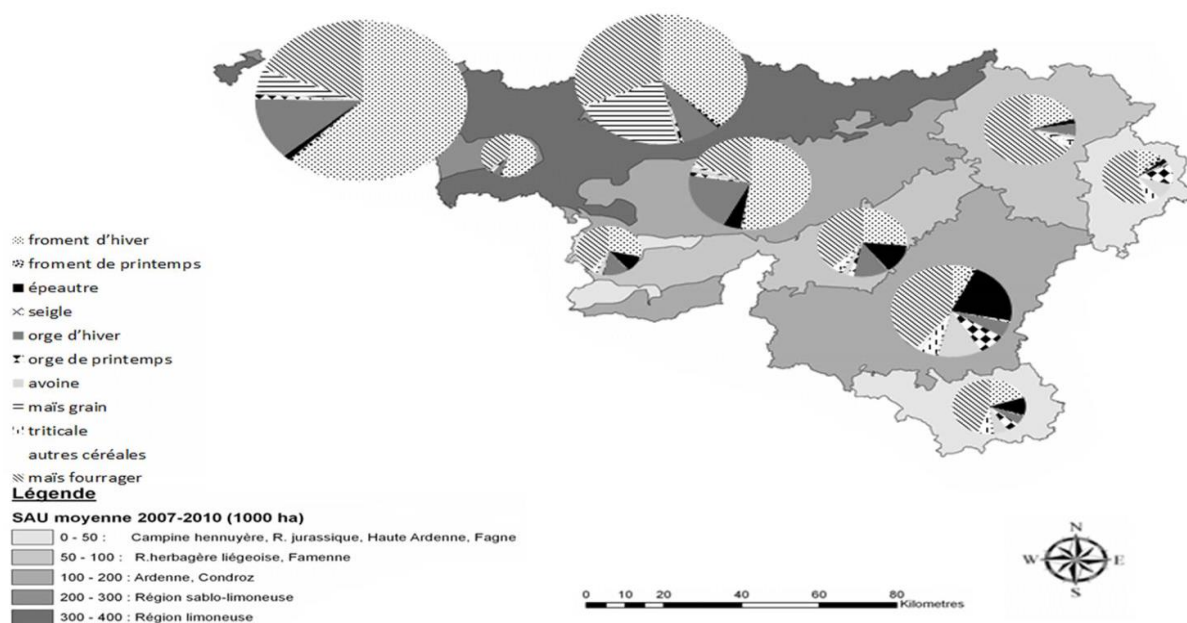 froment d'hiver
froment de printemps
épeautre
seigle
orge d'hiver
orge de printemps
avoine
maïs grain
triticale
autres céréales
maïs fourrager
Légende
SAU moyenne 2007-2010 (1000 ha)
0 - 50 : Campine hennuyère, R. jurassique, Haute Ardenne, Fagne
50 - 100 : R.herbagère liégeoise, Famenne
100 - 200 : Ardenne, Condroz
200 - 300 : Région sablo-limoneuse
300 - 400 : Région limoneuse
0 5 10 20 40 60 80
Kilometres
N
W E
S